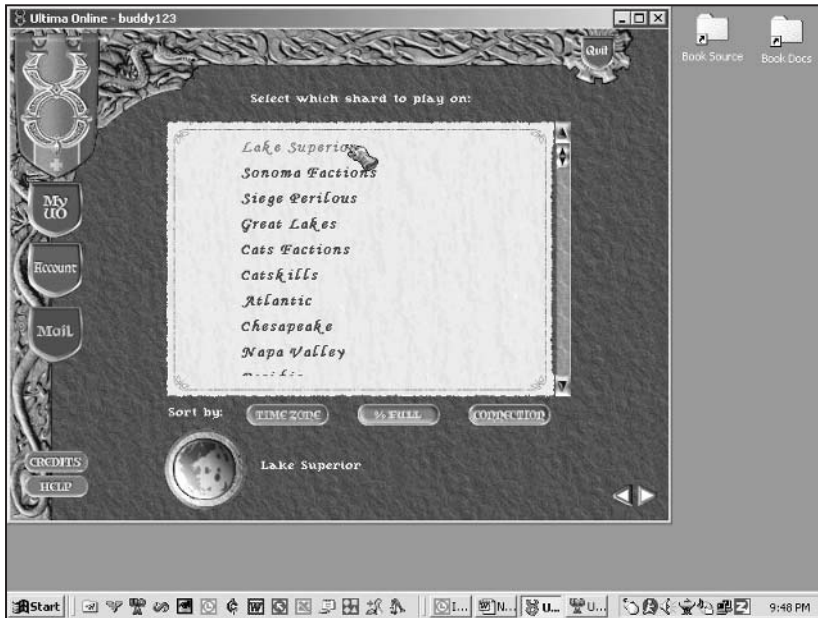 Ultima Online - buddy123
Quit
Book Source
Book Docs
Select which shard to play on:
Lake Superior
Sonoma Factions
Siege Perilous
Great Lakes
Cats Factions
Catskills
Atlantic
Chesapeake
Napa Valley
My
UO
Account
Mail
Sort by:
TIME ZONE
% FULL
CONNECTION
Lake Superior
CREDITS
HELP
Start
I...
N...
U...
U...
9:48 PM